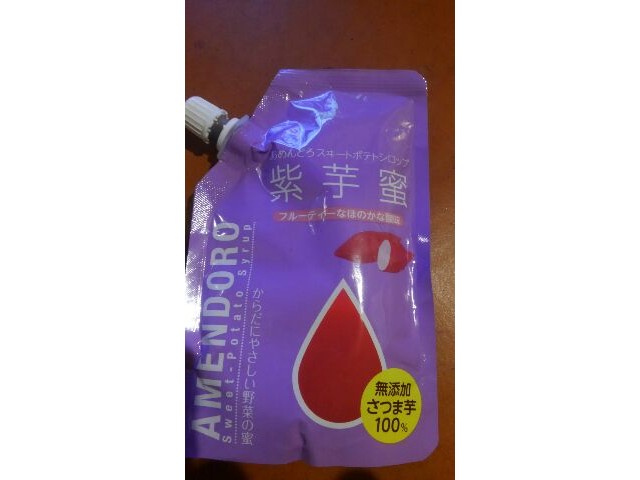 あめんどろスヰートポテトシロップ
紫芋蜜
フルーティーなほのかな酸味
AMENDORO
Sweet-Potato Syrup
からだにやさしい野菜の蜜
無添加
さつま芋
100%